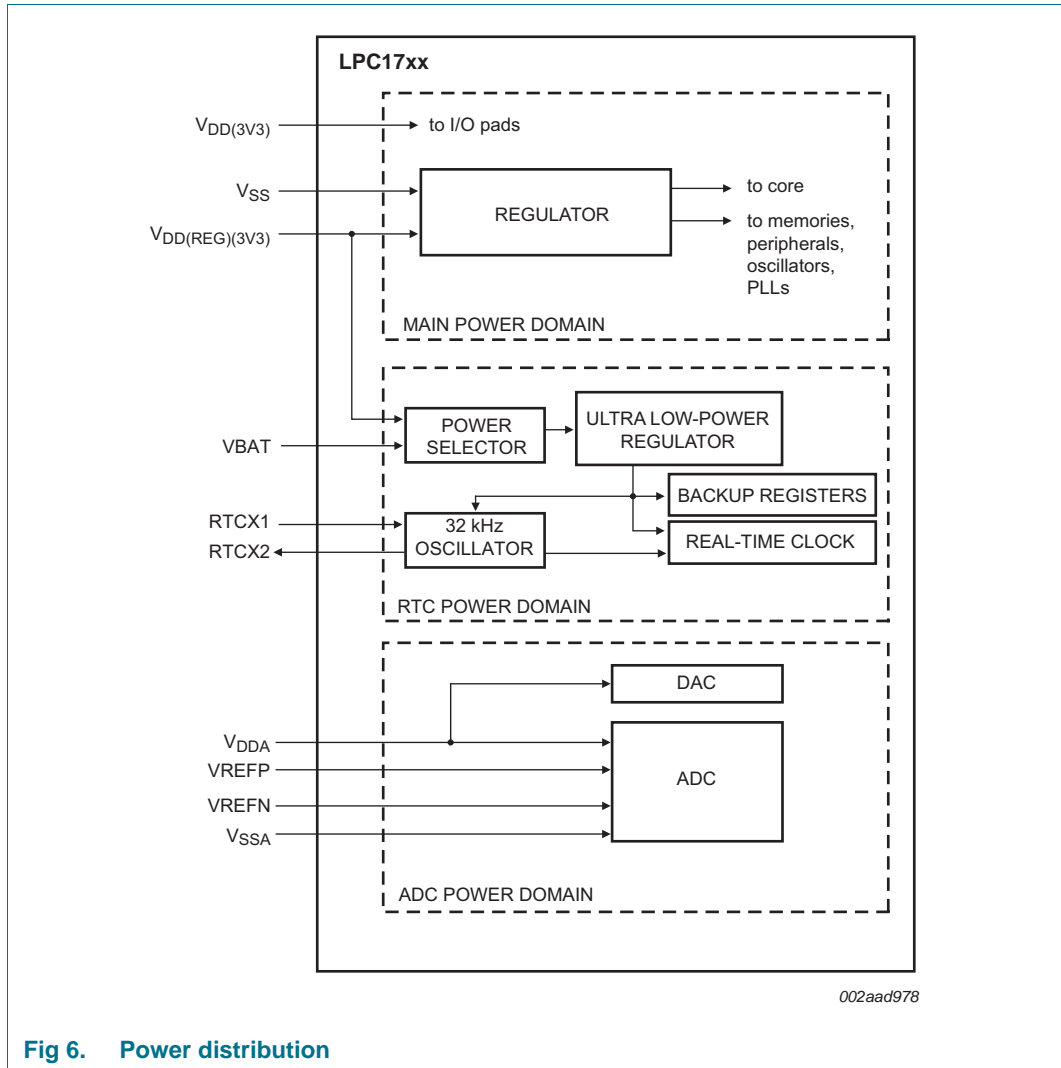 LPC17xx
VDD(3V3)
to I/O pads
VSS
REGULATOR
to core
VDD(REG)(3V3)
to memories,
peripherals,
oscillators,
PLLs
MAIN POWER DOMAIN
POWER
SELECTOR
ULTRA LOW-POWER
REGULATOR
VBAT
BACKUP REGISTERS
RTCX1
32 kHz
OSCILLATOR
REAL-TIME CLOCK
RTCX2
RTC POWER DOMAIN
DAC
VDDA
VREFP
ADC
VREFN
VSSA
ADC POWER DOMAIN
002aad978
Fig 6. Power distribution